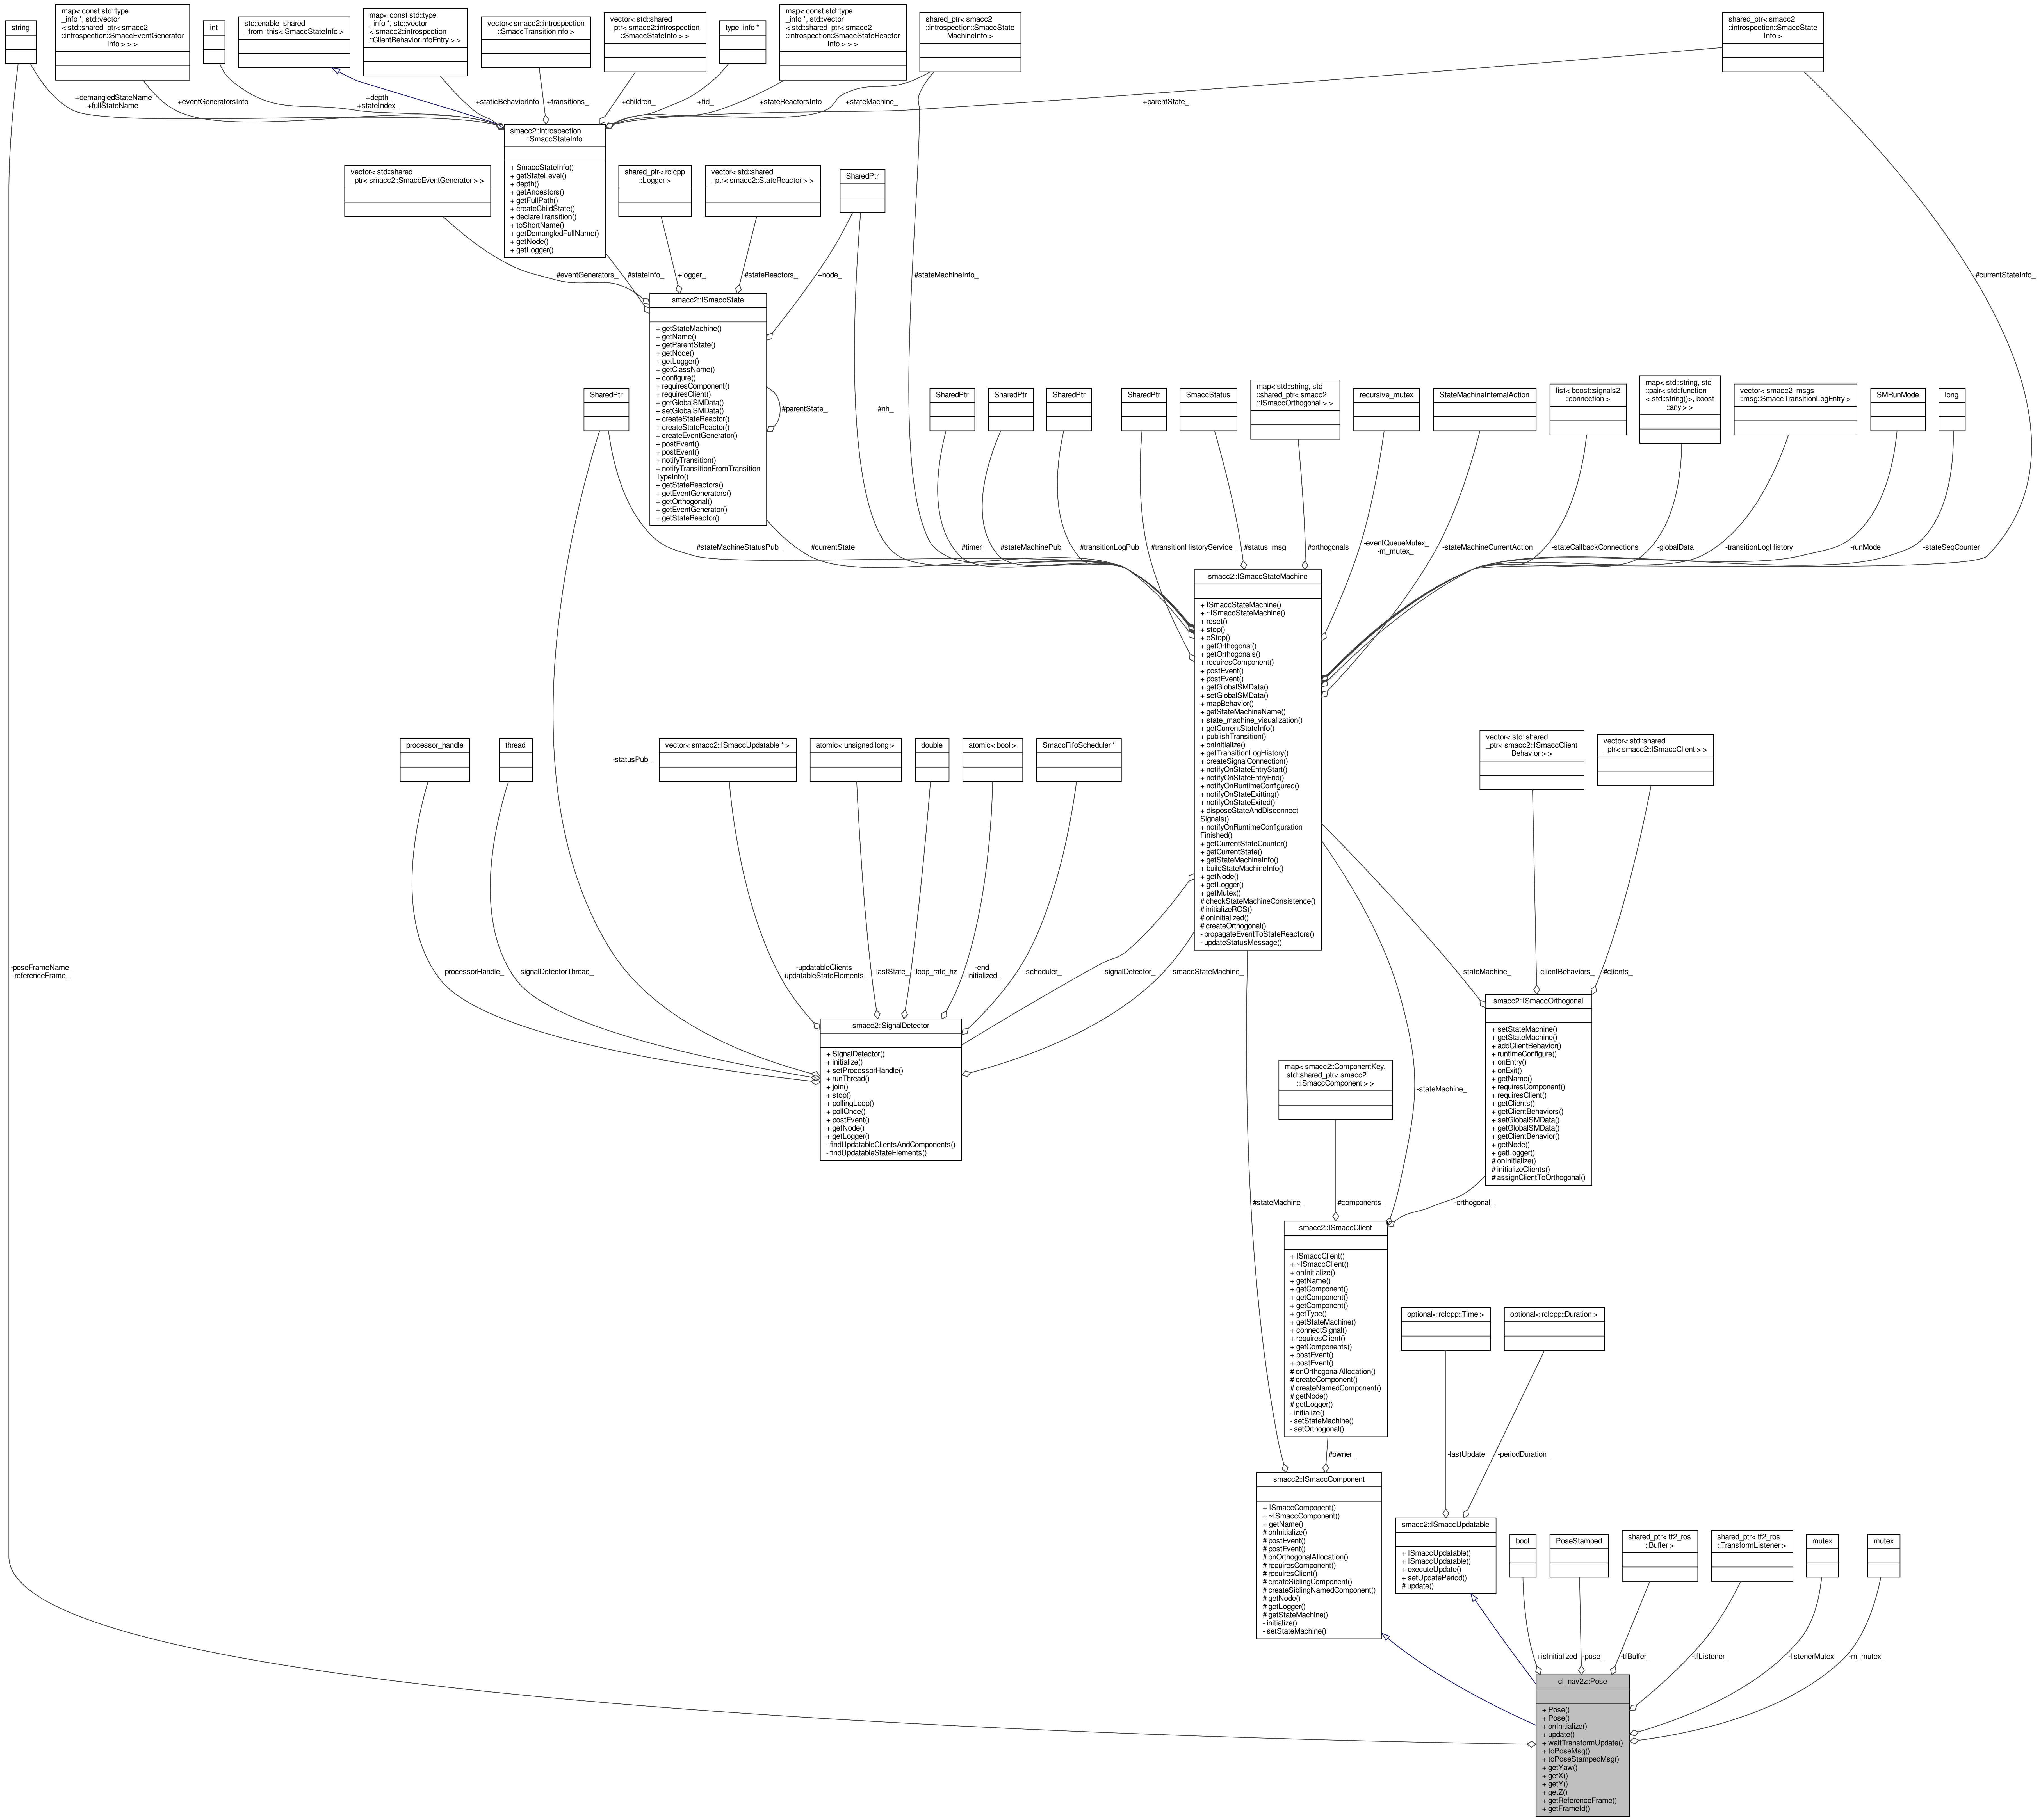 string
map< const std::type
_info *, std::vector
< std::shared_ptr< smacc2
::introspection::SmaccEventGenerator
Info > > >
int
std::enable_shared
_from_this< SmaccStateInfo >
map< const std::type
_info *, std::vector
< smacc2::introspection
::ClientBehaviorInfoEntry > >
vector< smacc2::introspection
::SmaccTransitionInfo >
vector< std::shared
_ptr< smacc2::introspection
::SmaccStateInfo > >
type_info *
map< const std::type
_info *, std::vector
< std::shared_ptr< smacc2
::introspection::SmaccStateReactor
Info > > >
shared_ptr< smacc2
::introspection::SmaccState
MachineInfo >
shared_ptr< smacc2
::introspection::SmaccState
Info >
+demangledStateName
+fullStateName
+eventGeneratorsInfo
+depth_
+stateIndex_
+staticBehaviorInfo
+transitions_
+children_
+tid_
+stateReactorsInfo
+stateMachine_
+parentState_
smacc2::introspection
::SmaccStateInfo
+ SmaccStateInfo()
+ getStateLevel()
+ depth()
+ getAncestors()
+ getFullPath()
+ createChildState()
+ declareTransition()
+ toShortName()
+ getDemangledFullName()
+ getNode()
+ getLogger()
vector< std::shared
_ptr< smacc2::SmaccEventGenerator > >
shared_ptr< rclcpp
::Logger >
vector< std::shared
_ptr< smacc2::StateReactor > >
SharedPtr
#eventGenerators_
#stateInfo_
+logger_
#stateReactors_
+node_
#stateMachineInfo_
#currentStateInfo_
smacc2::ISmaccState
+ getStateMachine()
+ getName()
+ getParentState()
+ getNode()
+ getLogger()
+ getClassName()
+ configure()
+ requiresComponent()
+ requiresClient()
+ getGlobalSMData()
+ setGlobalSMData()
+ createStateReactor()
+ createStateReactor()
+ createEventGenerator()
+ postEvent()
+ postEvent()
+ notifyTransition()
+ notifyTransitionFromTransition
TypeInfo()
+ getStateReactors()
+ getEventGenerators()
+ getOrthogonal()
+ getEventGenerator()
+ getStateReactor()
#parentState_
#nh_
SharedPtr
SharedPtr
SharedPtr
SharedPtr
SharedPtr
SmaccStatus
map< std::string, std
::shared_ptr< smacc2
::ISmaccOrthogonal > >
recursive_mutex
StateMachineInternalAction
list< boost::signals2
::connection >
map< std::string, std
::pair< std::function
< std::string()>, boost
::any > >
vector< smacc2_msgs
::msg::SmaccTransitionLogEntry >
SMRunMode
long
#stateMachineStatusPub_
#currentState_
#timer_
#stateMachinePub_
#transitionLogPub_
#transitionHistoryService_
#status_msg_
#orthogonals_
-eventQueueMutex_
-m_mutex_
-stateMachineCurrentAction
-stateCallbackConnections
-globalData_
-transitionLogHistory_
-runMode_
-stateSeqCounter_
smacc2::ISmaccStateMachine
+ ISmaccStateMachine()
+ ~ISmaccStateMachine()
+ reset()
+ stop()
+ eStop()
+ getOrthogonal()
+ getOrthogonals()
+ requiresComponent()
+ postEvent()
+ postEvent()
+ getGlobalSMData()
+ setGlobalSMData()
+ mapBehavior()
+ getStateMachineName()
+ state_machine_visualization()
+ getCurrentStateInfo()
+ publishTransition()
+ onInitialize()
+ getTransitionLogHistory()
+ createSignalConnection()
+ notifyOnStateEntryStart()
+ notifyOnStateEntryEnd()
+ notifyOnRuntimeConfigured()
+ notifyOnStateExitting()
+ notifyOnStateExited()
+ disposeStateAndDisconnect
Signals()
+ notifyOnRuntimeConfiguration
Finished()
+ getCurrentStateCounter()
+ getCurrentState()
+ getStateMachineInfo()
+ buildStateMachineInfo()
+ getNode()
+ getLogger()
+ getMutex()
# checkStateMachineConsistence()
# initializeROS()
# onInitialized()
# createOrthogonal()
- propagateEventToStateReactors()
- updateStatusMessage()
processor_handle
thread
-statusPub_
vector< smacc2::ISmaccUpdatable * >
atomic< unsigned long >
double
atomic< bool >
SmaccFifoScheduler *
vector< std::shared
_ptr< smacc2::ISmaccClient
Behavior > >
vector< std::shared
_ptr< smacc2::ISmaccClient > >
-poseFrameName_
-referenceFrame_
-processorHandle_
-signalDetectorThread_
-updatableClients_
-updatableStateElements_
-lastState_
-loop_rate_hz
-end_
-initialized_
-scheduler_
-signalDetector_
-smaccStateMachine_
-stateMachine_
-clientBehaviors_
#clients_
smacc2::SignalDetector
+ SignalDetector()
+ initialize()
+ setProcessorHandle()
+ runThread()
+ join()
+ stop()
+ pollingLoop()
+ pollOnce()
+ postEvent()
+ getNode()
+ getLogger()
- findUpdatableClientsAndComponents()
- findUpdatableStateElements()
smacc2::ISmaccOrthogonal
+ setStateMachine()
+ getStateMachine()
+ addClientBehavior()
+ runtimeConfigure()
+ onEntry()
+ onExit()
+ getName()
+ requiresComponent()
+ requiresClient()
+ getClients()
+ getClientBehaviors()
+ setGlobalSMData()
+ getGlobalSMData()
+ getClientBehavior()
+ getNode()
+ getLogger()
# onInitialize()
# initializeClients()
# assignClientToOrthogonal()
map< smacc2::ComponentKey,
std::shared_ptr< smacc2
::ISmaccComponent > >
-stateMachine_
#stateMachine_
#components_
-orthogonal_
smacc2::ISmaccClient
+ ISmaccClient()
+ ~ISmaccClient()
+ onInitialize()
+ getName()
+ getComponent()
+ getComponent()
+ getComponent()
+ getType()
+ getStateMachine()
+ connectSignal()
+ requiresClient()
+ getComponents()
+ postEvent()
+ postEvent()
# onOrthogonalAllocation()
# createComponent()
# createNamedComponent()
# getNode()
# getLogger()
- initialize()
- setStateMachine()
- setOrthogonal()
optional< rclcpp::Time >
optional< rclcpp::Duration >
#owner_
-lastUpdate_
-periodDuration_
smacc2::ISmaccComponent
+ ISmaccComponent()
+ ~ISmaccComponent()
+ getName()
# onInitialize()
# postEvent()
# postEvent()
# onOrthogonalAllocation()
# requiresComponent()
# requiresClient()
# createSiblingComponent()
# createSiblingNamedComponent()
# getNode()
# getLogger()
# getStateMachine()
- initialize()
- setStateMachine()
smacc2::ISmaccUpdatable
+ ISmaccUpdatable()
+ ISmaccUpdatable()
+ executeUpdate()
+ setUpdatePeriod()
# update()
bool
PoseStamped
shared_ptr< tf2_ros
::Buffer >
shared_ptr< tf2_ros
::TransformListener >
mutex
mutex
+isInitialized
-pose_
-tfBuffer_
-tfListener_
-listenerMutex_
-m_mutex_
cl_nav2z::Pose
+ Pose()
+ Pose()
+ onInitialize()
+ update()
+ waitTransformUpdate()
+ toPoseMsg()
+ toPoseStampedMsg()
+ getYaw()
+ getX()
+ getY()
+ getZ()
+ getReferenceFrame()
+ getFrameId()